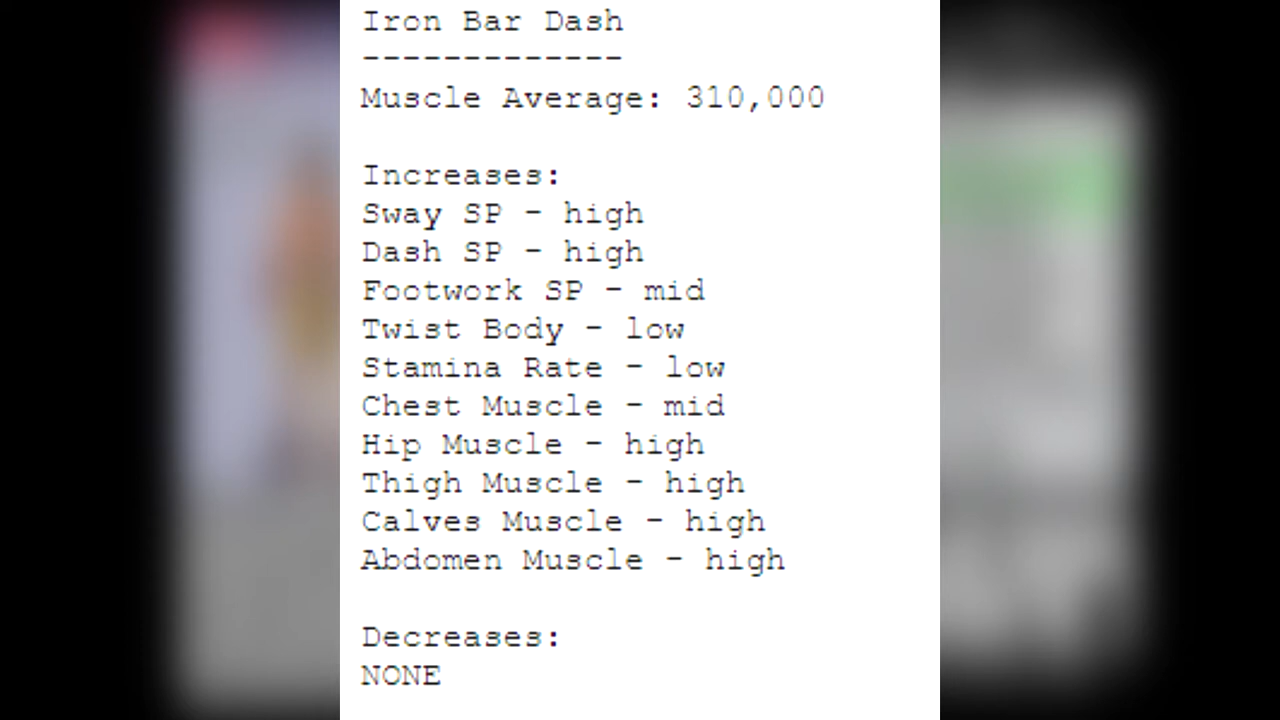 Iron Bar Dash
-------------
Muscle Average: 310,000
Increases:
Sway SP - high
Dash SP - high
Footwork SP - mid
Twist Body - low
Stamina Rate - low
Chest Muscle - mid
Hip Muscle - high
Thigh Muscle - high
Calves Muscle - high
Abdomen Muscle - high
Decreases:
NONE